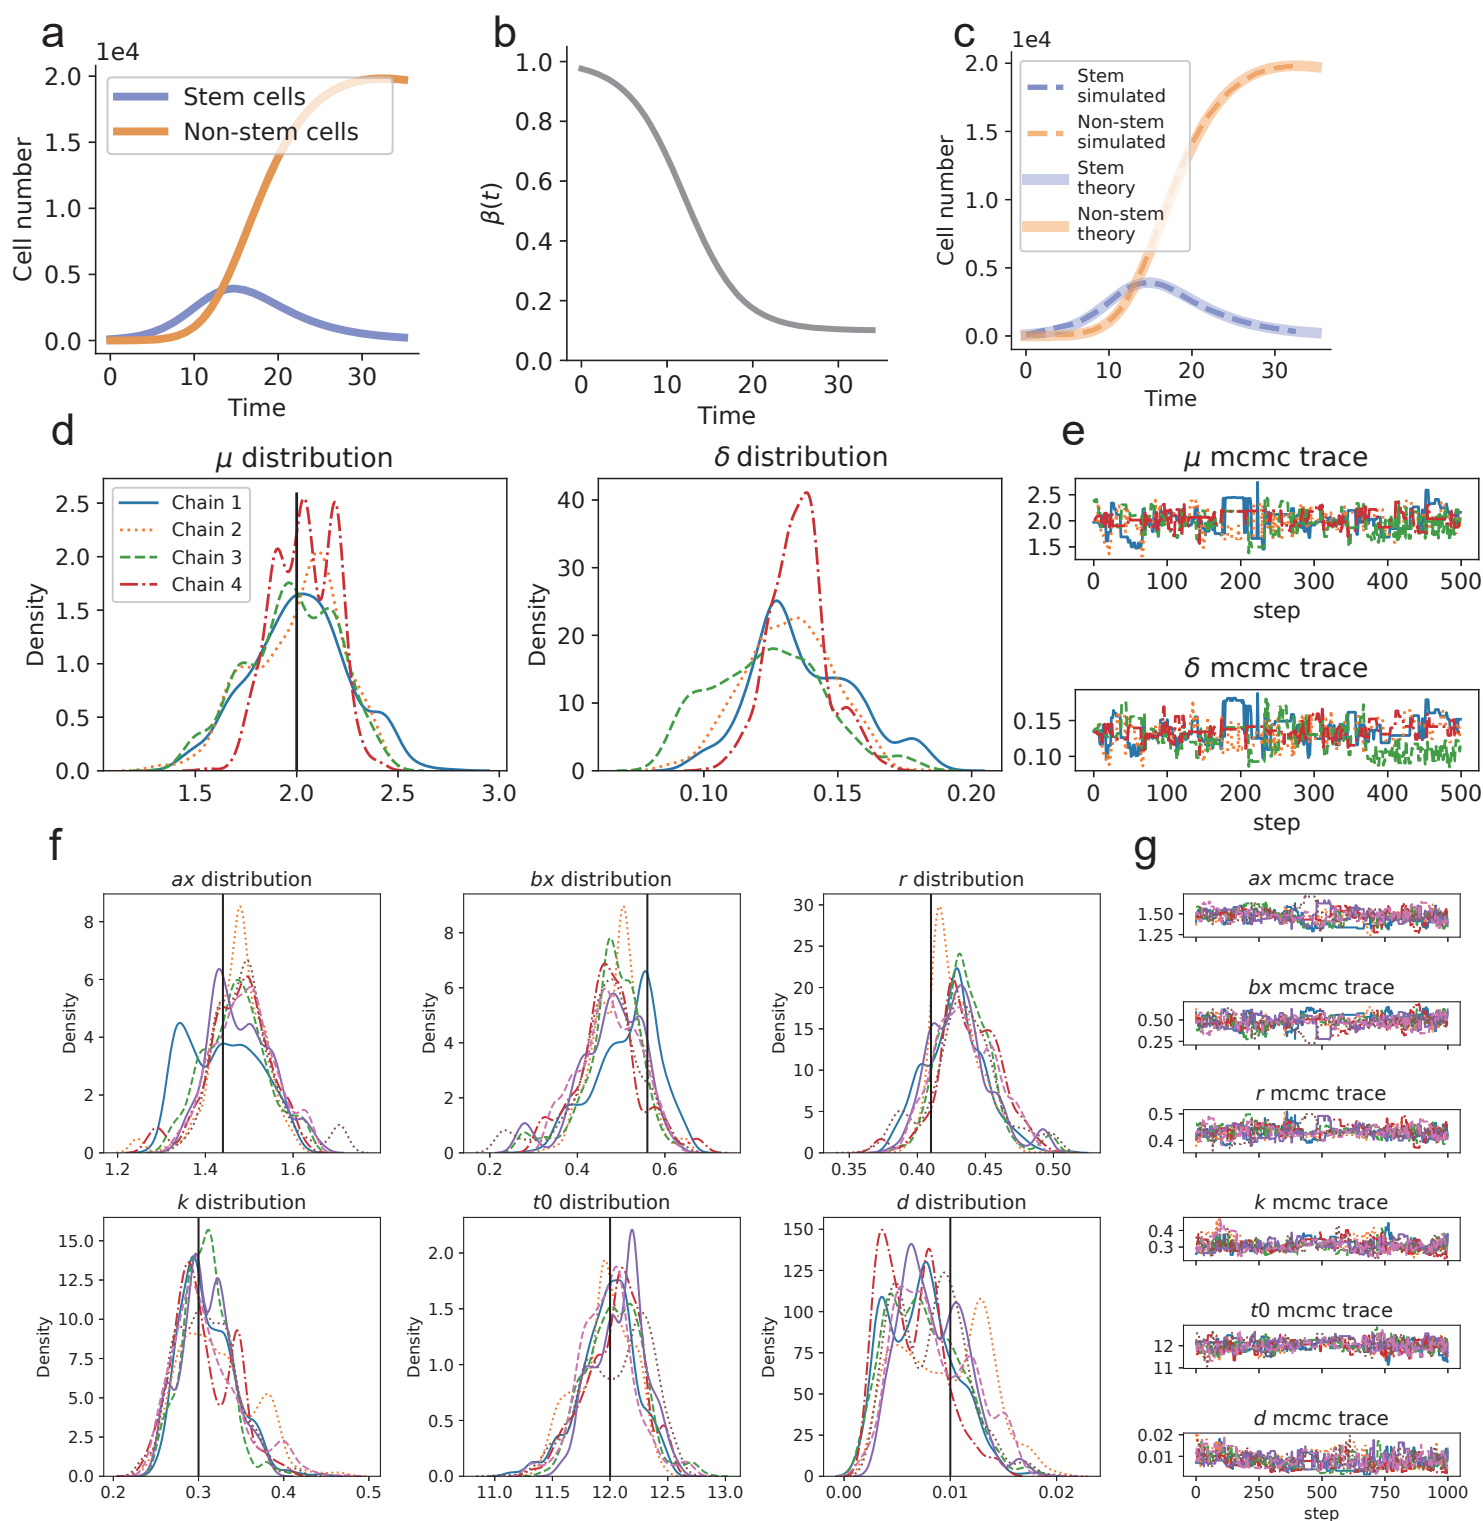 a
1e4
2.0
1.5
1.0
0.5
0.0
Cell number
Stem cells
Non-stem cells
0 10 20 30
Time
b
1.0
0.8
0.6
0.4
0.2
0.0
β(t)
0 10 20 30
Time
c
1e4
2.0
1.5
1.0
0.5
0.0
Cell number
Stem
simulated
Non-stem
simulated
Stem
theory
Non-stem
theory
0 10 20 30
Time
d
μ distribution
2.5
2.0
1.5
1.0
0.5
0.0
Density
Chain 1
Chain 2
Chain 3
Chain 4
1.5 2.0 2.5 3.0
δ distribution
40
30
20
10
0
Density
0.10 0.15 0.20
e
μ mcmc trace
2.5
2.0
1.5
0 100 200 300 400 500
step
δ mcmc trace
0.15
0.10
0 100 200 300 400 500
step
f
ax distribution
8
6
4
2
0
Density
1.2 1.4 1.6
bx distribution
8
6
4
2
0
Density
0.2 0.4 0.6
r distribution
30
25
20
15
10
5
0
Density
0.35 0.40 0.45 0.50
k distribution
15.0
12.5
10.0
7.5
5.0
2.5
0.0
Density
0.2 0.3 0.4 0.5
t0 distribution
2.0
1.5
1.0
0.5
0.0
Density
11.0 11.5 12.0 12.5 13.0
d distribution
150
125
100
75
50
25
0
Density
0.00 0.01 0.02
g
ax mcmc trace
1.50
1.25
bx mcmc trace
0.50
0.25
r mcmc trace
0.5
0.4
k mcmc trace
0.4
0.3
t0 mcmc trace
12
11
d mcmc trace
0.02
0.01
0 250 500 750 1000
step